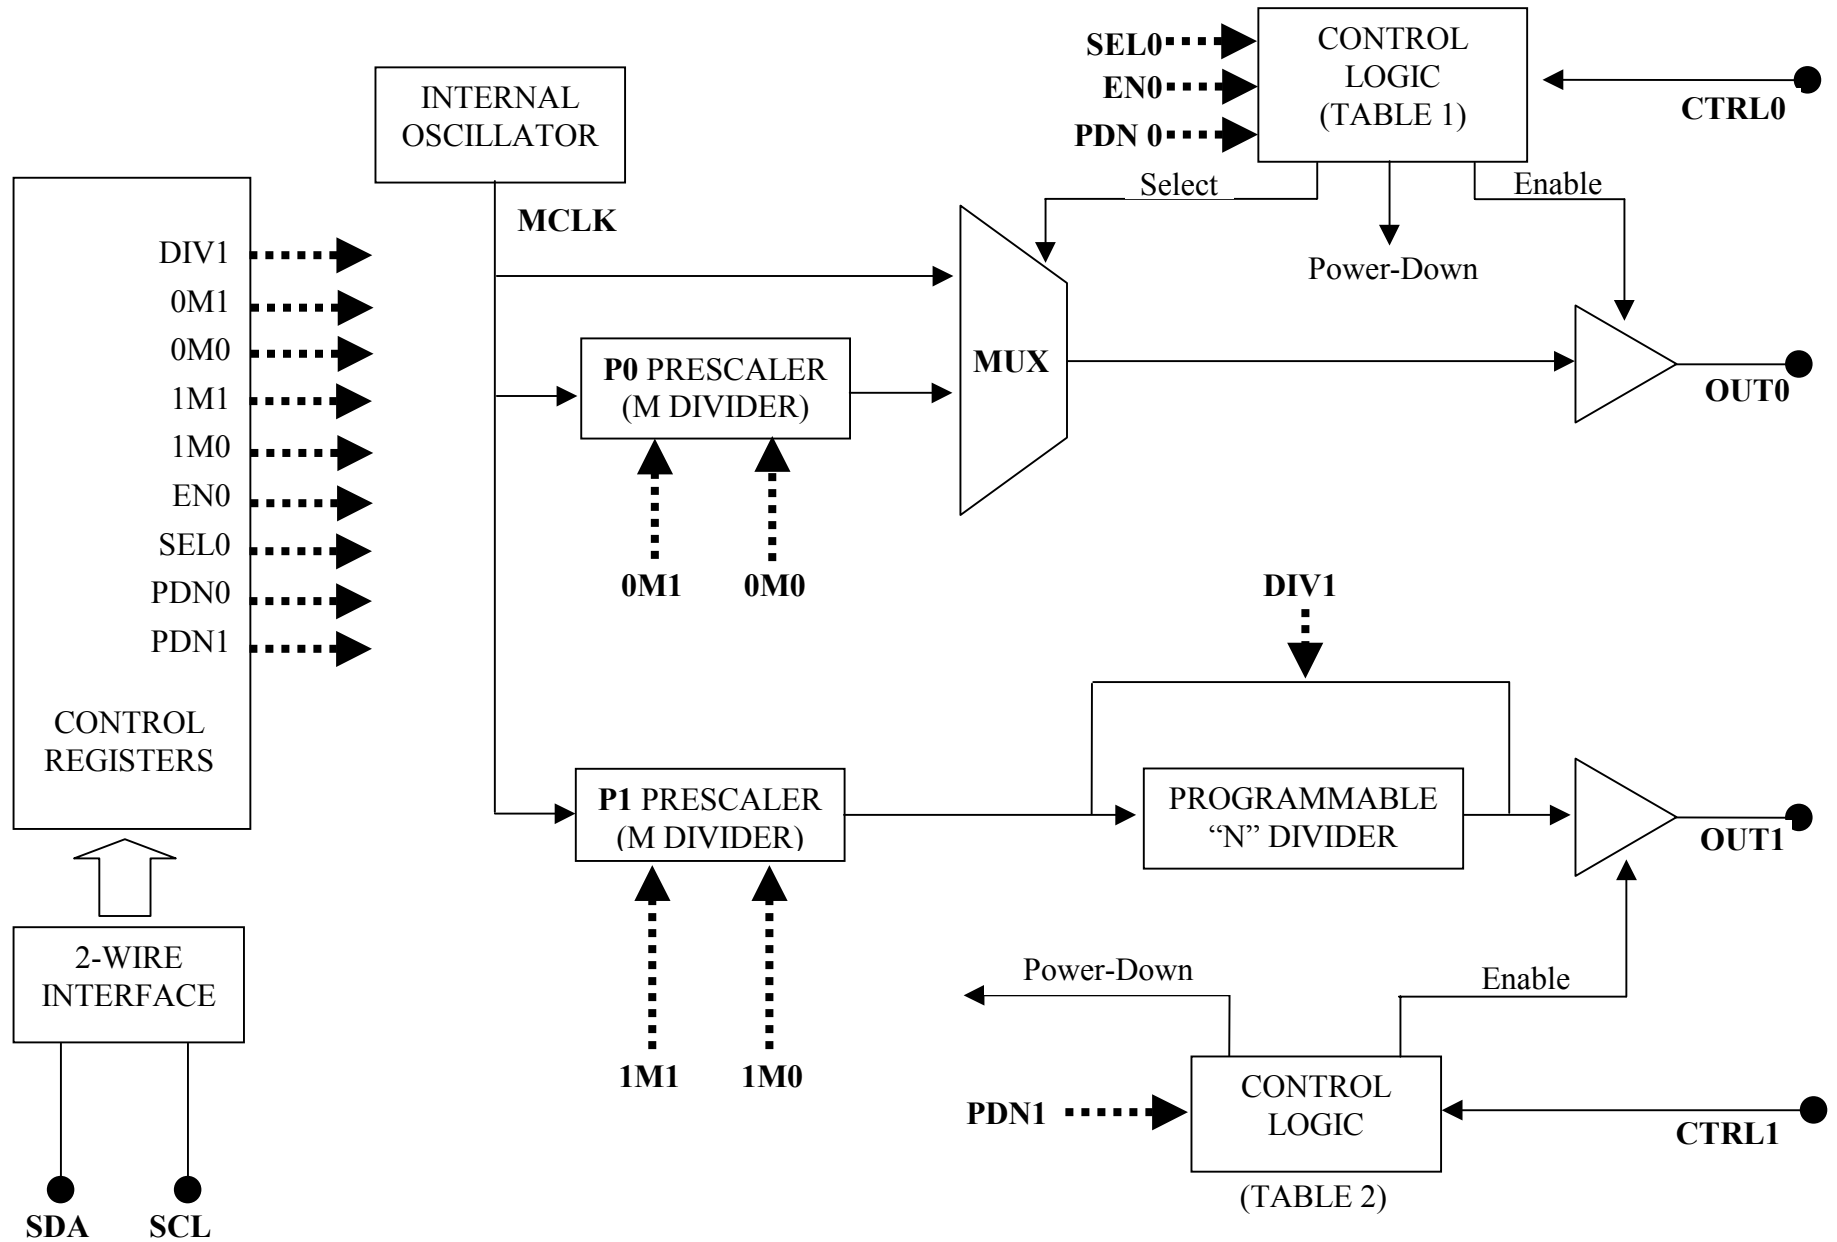 SEL0
EN0
PDN 0
CONTROL
LOGIC
(TABLE 1)
CTRL0
Select
Enable
Power-Down
INTERNAL
OSCILLATOR
MCLK
DIV1
0M1
0M0
1M1
1M0
EN0
SEL0
PDN0
PDN1
CONTROL
REGISTERS
P0 PRESCALER
(M DIVIDER)
0M1
0M0
MUX
OUT0
DIV1
P1 PRESCALER
(M DIVIDER)
1M1
1M0
PROGRAMMABLE
“N” DIVIDER
OUT1
2-WIRE
INTERFACE
SDA
SCL
Power-Down
Enable
PDN1
CONTROL
LOGIC
(TABLE 2)
CTRL1